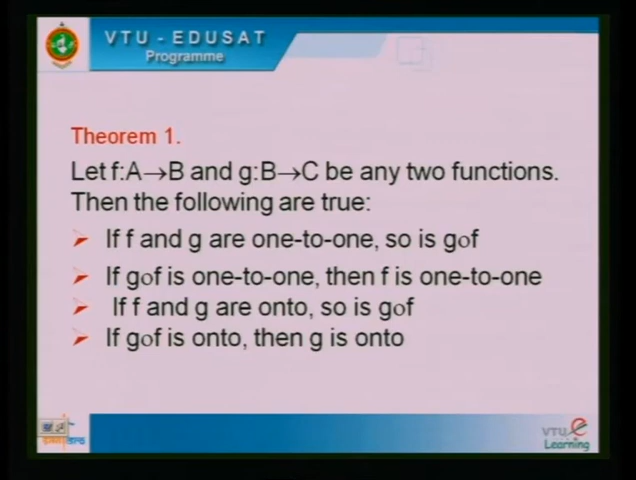 VTU - EDUSAT
Programme
Theorem 1.
Let f:A→B and g:B→C be any two functions.
Then the following are true:
➢ If f and g are one-to-one, so is gof
➢ If gof is one-to-one, then f is one-to-one
➢ If f and g are onto, so is gof
➢ If gof is onto, then g is onto
VTU e
Learning